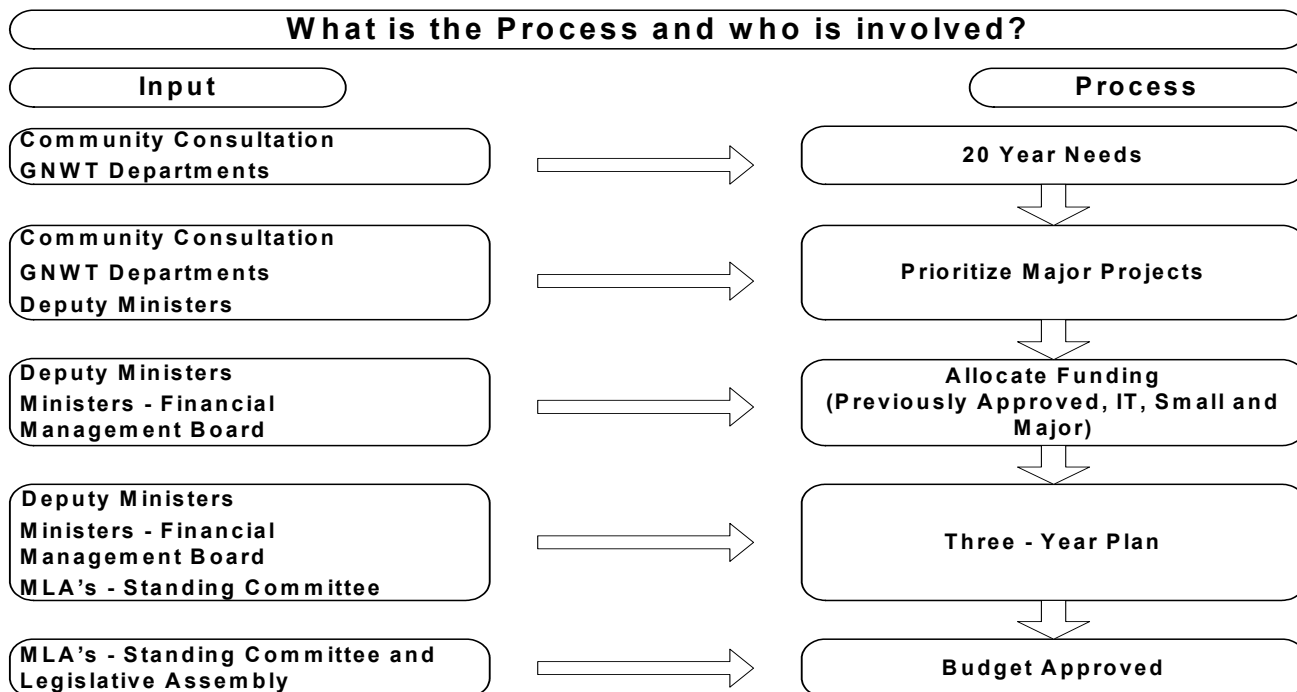 What is the Process and who is involved?
Input
Process
Community Consultation
GNWT Departments
20 Year Needs
Community Consultation
GNWT Departments
Deputy Ministers
Prioritize Major Projects
Deputy Ministers
Ministers - Financial
Management Board
Allocate Funding
(Previously Approved, IT, Small and
Major)
Deputy Ministers
Ministers - Financial
Management Board
MLA's - Standing Committee
Three - Year Plan
MLA's - Standing Committee and
Legislative Assembly
Budget Approved